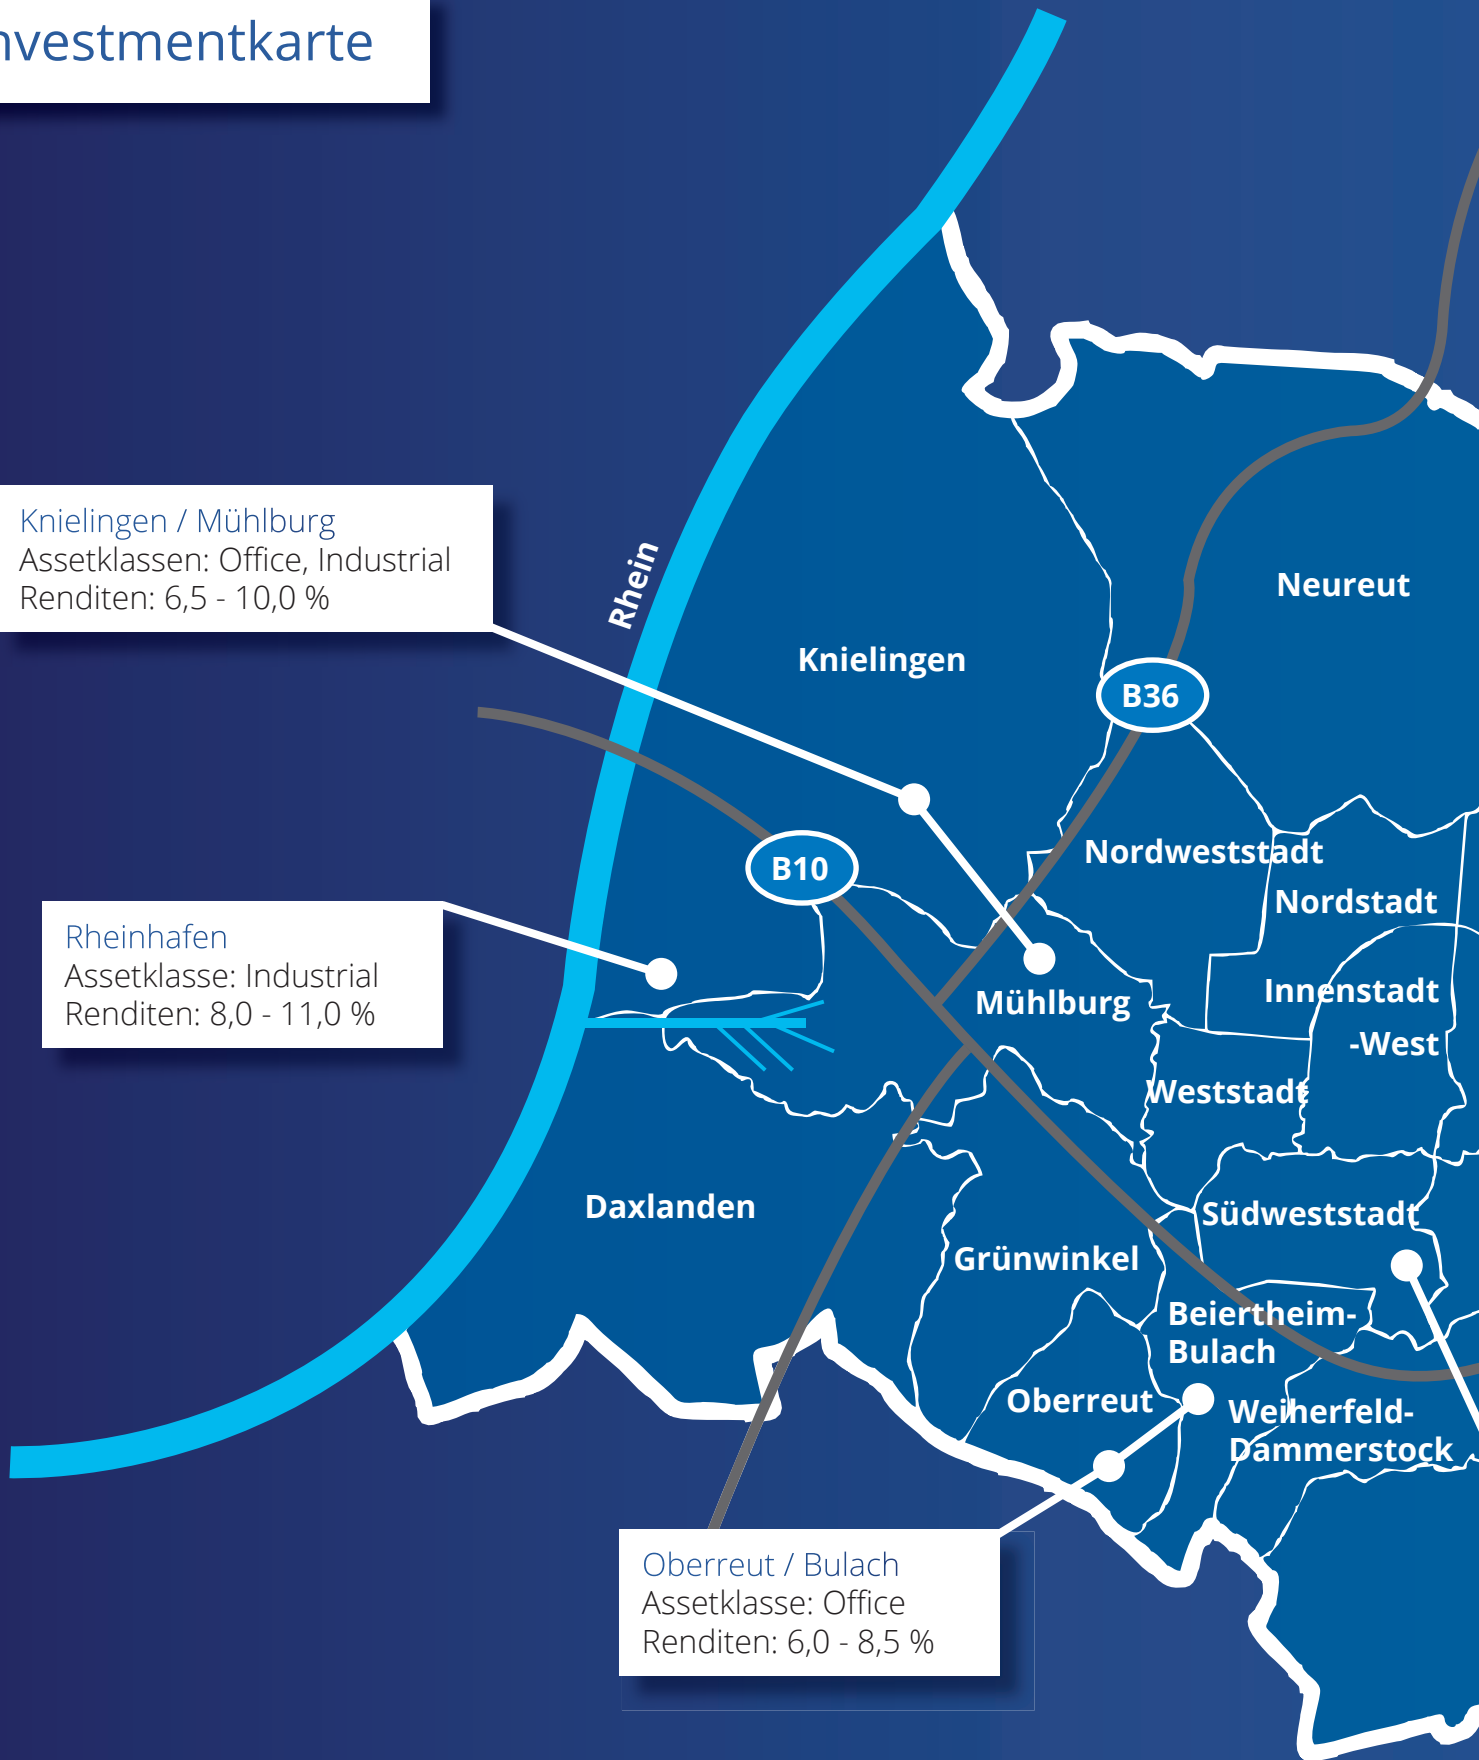 nvestmentkarte
Knielingen / Mühlburg
Assetklassen: Office, Industrial
Renditen: 6,5 - 10,0 %
Rhein
Neureut
Knielingen
B36
Nordweststadt
B10
Nordstadt
Rheinhafen
Assetklasse: Industrial
Renditen: 8,0 - 11,0 %
Innenstadt
-West
Mühlburg
Weststadt
Daxlanden
Südweststadt
Grünwinkel
Beiertheim-
Bulach
Oberreut
Weiherfeld-
Dammerstock
Oberreut / Bulach
Assetklasse: Office
Renditen: 6,0 - 8,5 %